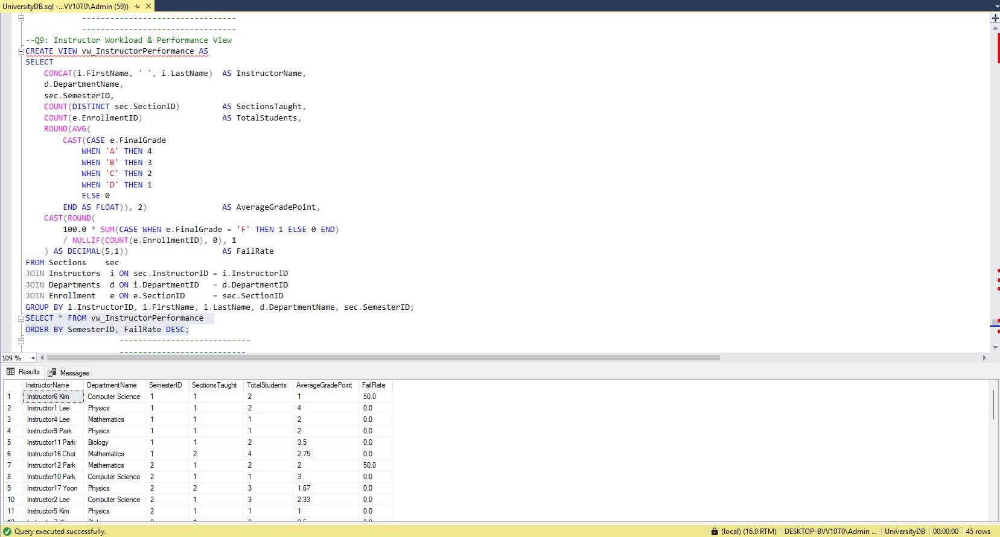 UniversityDB.sql -...VV10T0\Admin (59))
--------------------------------
--------------------------------
--Q9: Instructor Workload & Performance View
CREATE VIEW vw_InstructorPerformance AS
SELECT
CONCAT(i.FirstName, ' ', i.LastName) AS InstructorName,
d.DepartmentName,
sec.SemesterID,
COUNT(DISTINCT sec.SectionID) AS SectionsTaught,
COUNT(e.EnrollmentID) AS TotalStudents,
ROUND(AVG(
CAST(CASE e.FinalGrade
WHEN 'A' THEN 4
WHEN 'B' THEN 3
WHEN 'C' THEN 2
WHEN 'D' THEN 1
ELSE 0
END AS FLOAT)), 2) AS AverageGradePoint,
CAST(ROUND(
100.0 * SUM(CASE WHEN e.FinalGrade = 'F' THEN 1 ELSE 0 END)
/ NULLIF(COUNT(e.EnrollmentID), 0), 1
) AS DECIMAL(5,1)) AS FailRate
FROM Sections sec
JOIN Instructors i ON sec.InstructorID = i.InstructorID
JOIN Departments d ON i.DepartmentID = d.DepartmentID
JOIN Enrollment e ON e.SectionID = sec.SectionID
GROUP BY i.InstructorID, i.FirstName, i.LastName, d.DepartmentName, sec.SemesterID;
SELECT * FROM vw_InstructorPerformance
ORDER BY SemesterID, FailRate DESC;
----------------------------
---------------------------
109 %
Results Messages
InstructorName DepartmentName SemesterID SectionsTaught TotalStudents AverageGradePoint FailRate
1 Instructor6 Kim Computer Science 1 1 2 1 50.0
2 Instructor1 Lee Physics 1 1 2 4 0.0
3 Instructor4 Lee Mathematics 1 1 1 2 0.0
4 Instructor9 Park Physics 1 1 1 2 0.0
5 Instructor11 Park Biology 1 1 2 3.5 0.0
6 Instructor16 Choi Mathematics 1 2 4 2.75 0.0
7 Instructor12 Park Mathematics 2 1 2 2 50.0
8 Instructor10 Park Computer Science 2 1 1 3 0.0
9 Instructor17 Yoon Physics 2 2 3 1.67 0.0
10 Instructor2 Lee Computer Science 2 1 3 2.33 0.0
11 Instructor5 Kim Physics 2 1 1 1 0.0
Query executed successfully.
(local) (16.0 RTM) DESKTOP-BVV10T0\Admin ... UniversityDB 00:00:00 45 rows